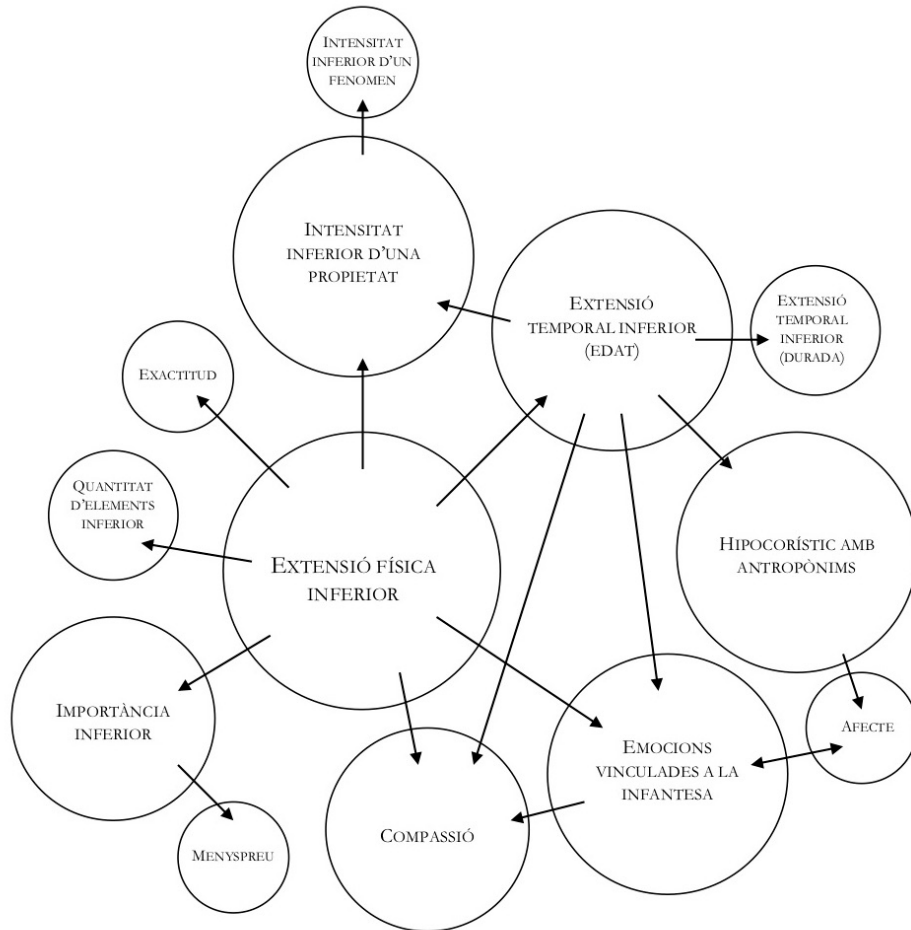 INTENSITAT
INFERIOR D'UN
FENOMEN
INTENSITAT
INFERIOR D'UNA
PROPIETAT
EXTENSIÓ
TEMPORAL INFERIOR
(EDAT)
EXTENSIÓ
TEMPORAL
INFERIOR
(DURADA)
EXACTITUD
QUANTITAT
D'ELEMENTS
INFERIOR
EXTENSIÓ FÍSICA
INFERIOR
HIPOCORÍSTIC AMB
ANTROPÒNIMS
IMPORTÀNCIA
INFERIOR
EMOCIONS
VINCULADES A LA
INFANTESA
AFECTE
COMPASSIÓ
MENYSPREU